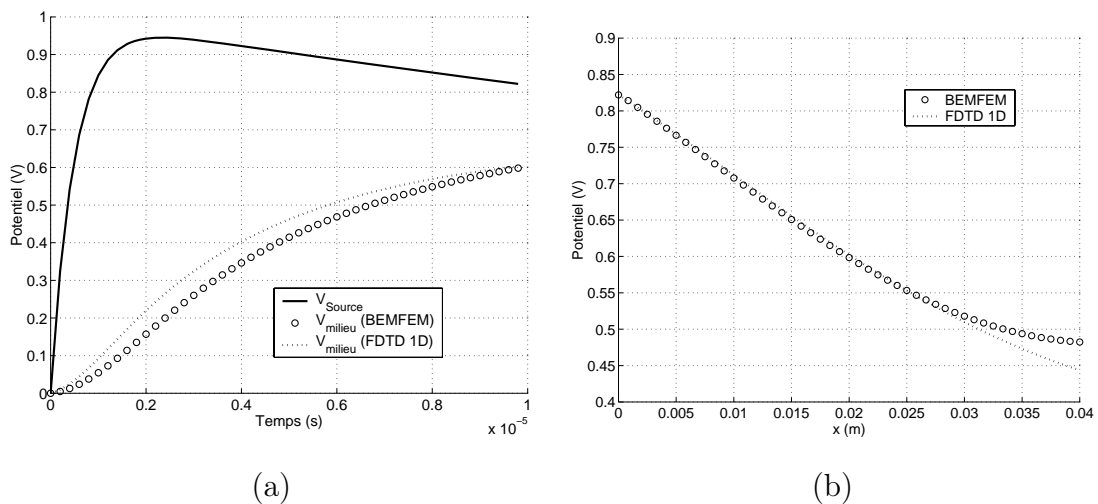 1
0.9
0.8
0.7
0.6
0.5
0.4
0.3
0.2
0.1
0
Potentiel (V)
V_Source
V_milieu (BEMFEM)
V_milieu (FDTD 1D)
0 0.2 0.4 0.6 0.8 1
Temps (s)
x 10^-5
(a)
0.9
0.85
0.8
0.75
0.7
0.65
0.6
0.55
0.5
0.45
0.4
Potentiel (V)
BEMFEM
FDTD 1D
0 0.005 0.01 0.015 0.02 0.025 0.03 0.035 0.04
x (m)
(b)